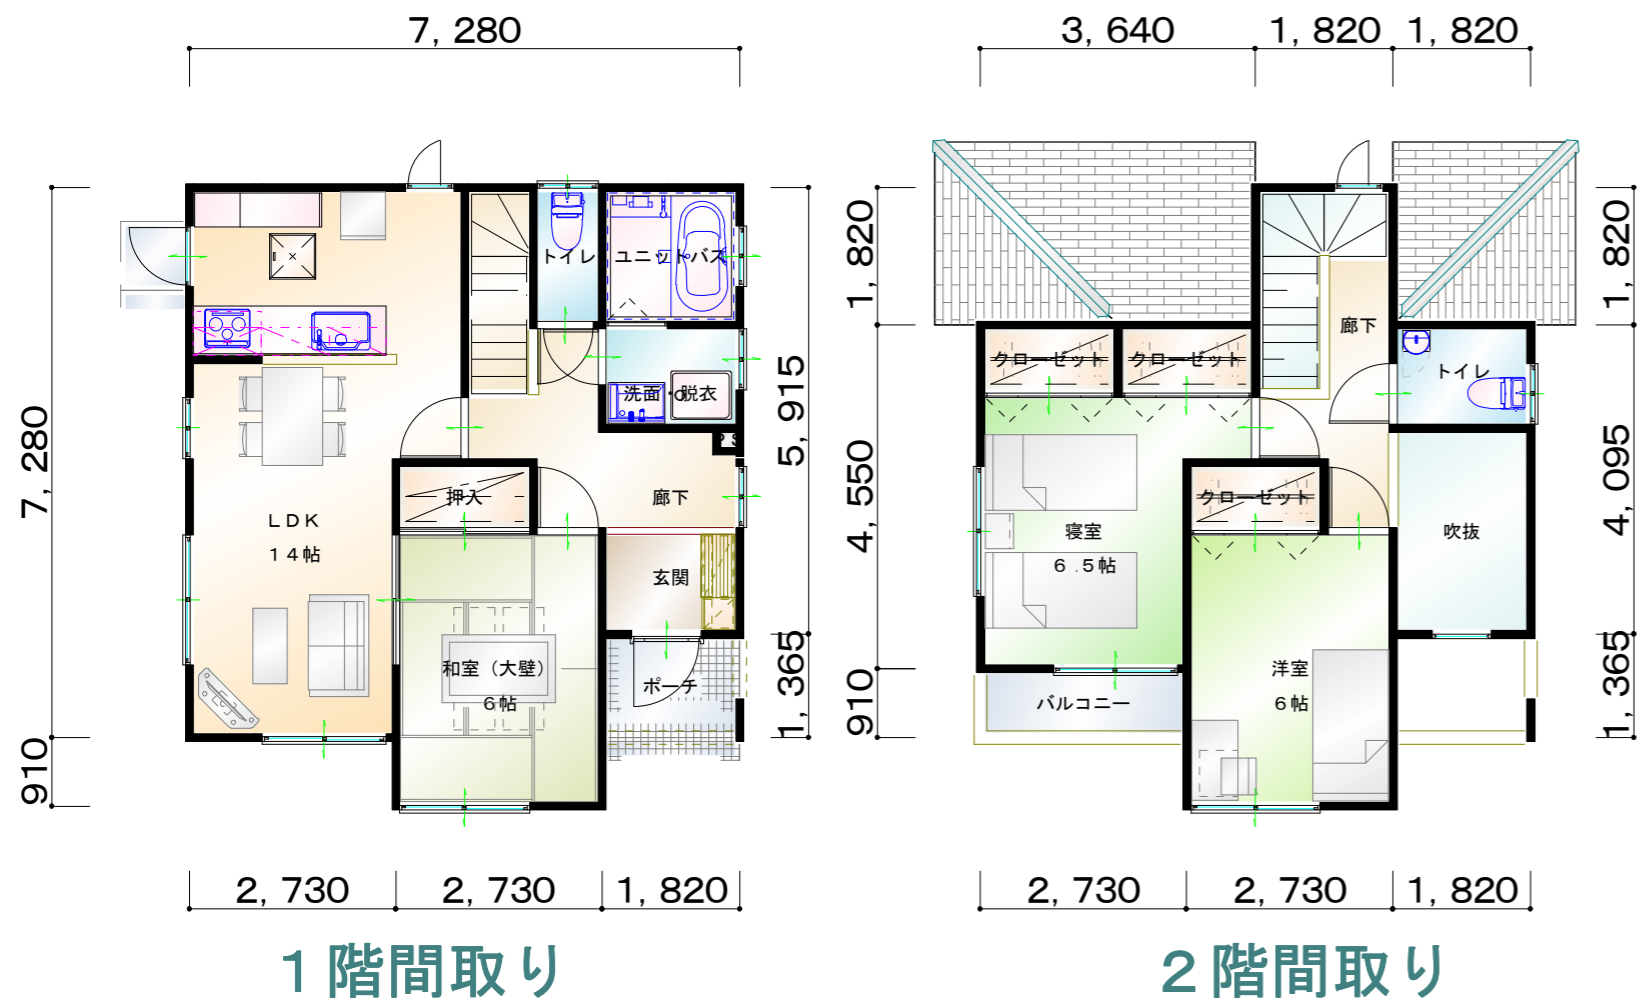 7, 280
7, 280
910
5, 915
1, 365
トイレ
ユニットバス
洗面・脱衣
PS
押入
廊下
LDK
14帖
玄関
和室（大壁）
6帖
ポーチ
2, 730
2, 730
1, 820
1階間取り
3, 640
1, 820
1, 820
1, 820
4, 550
910
1, 820
4, 095
1, 365
廊下
クローゼット
クローゼット
トイレ
クローゼット
寝室
6.5帖
吹抜
洋室
6帖
バルコニー
2, 730
2, 730
1, 820
2階間取り